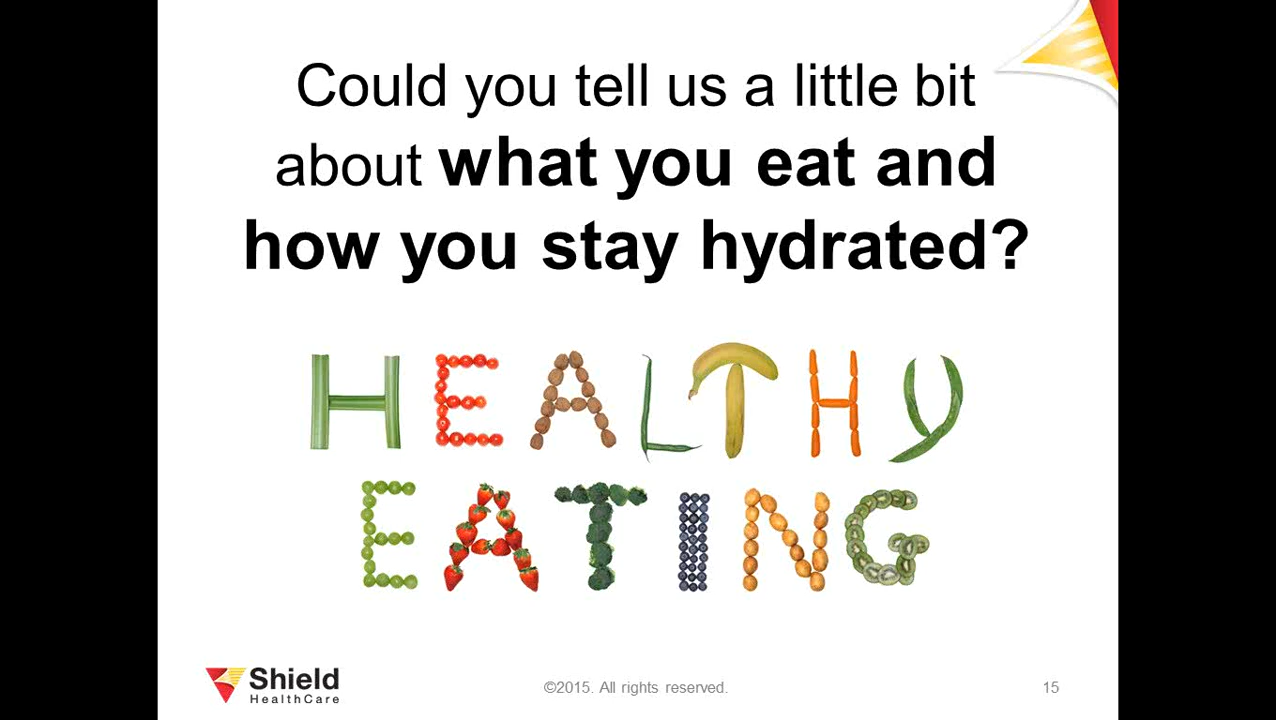 Could you tell us a little bit
about what you eat and
how you stay hydrated?
HEALTHY
EATING
Shield
HealthCare
©2015. All rights reserved.
15